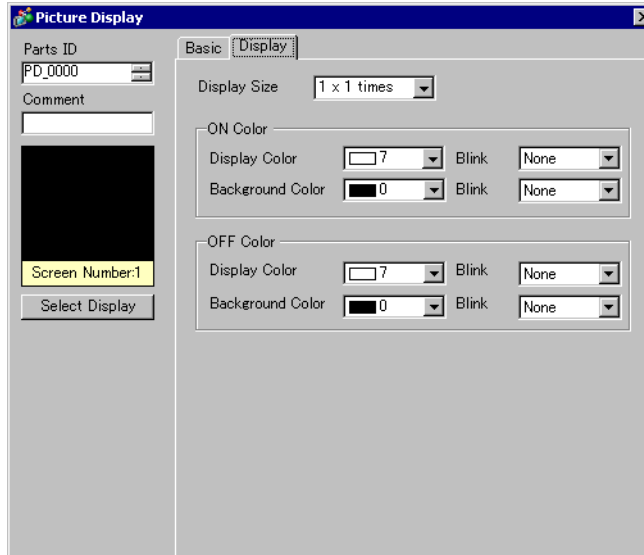 Picture Display
Parts ID
PD_0000
Comment
Screen Number:1
Select Display
Basic
Display
Display Size
1 x 1 times
ON Color
Display Color
7
Blink
None
Background Color
0
Blink
None
OFF Color
Display Color
7
Blink
None
Background Color
0
Blink
None